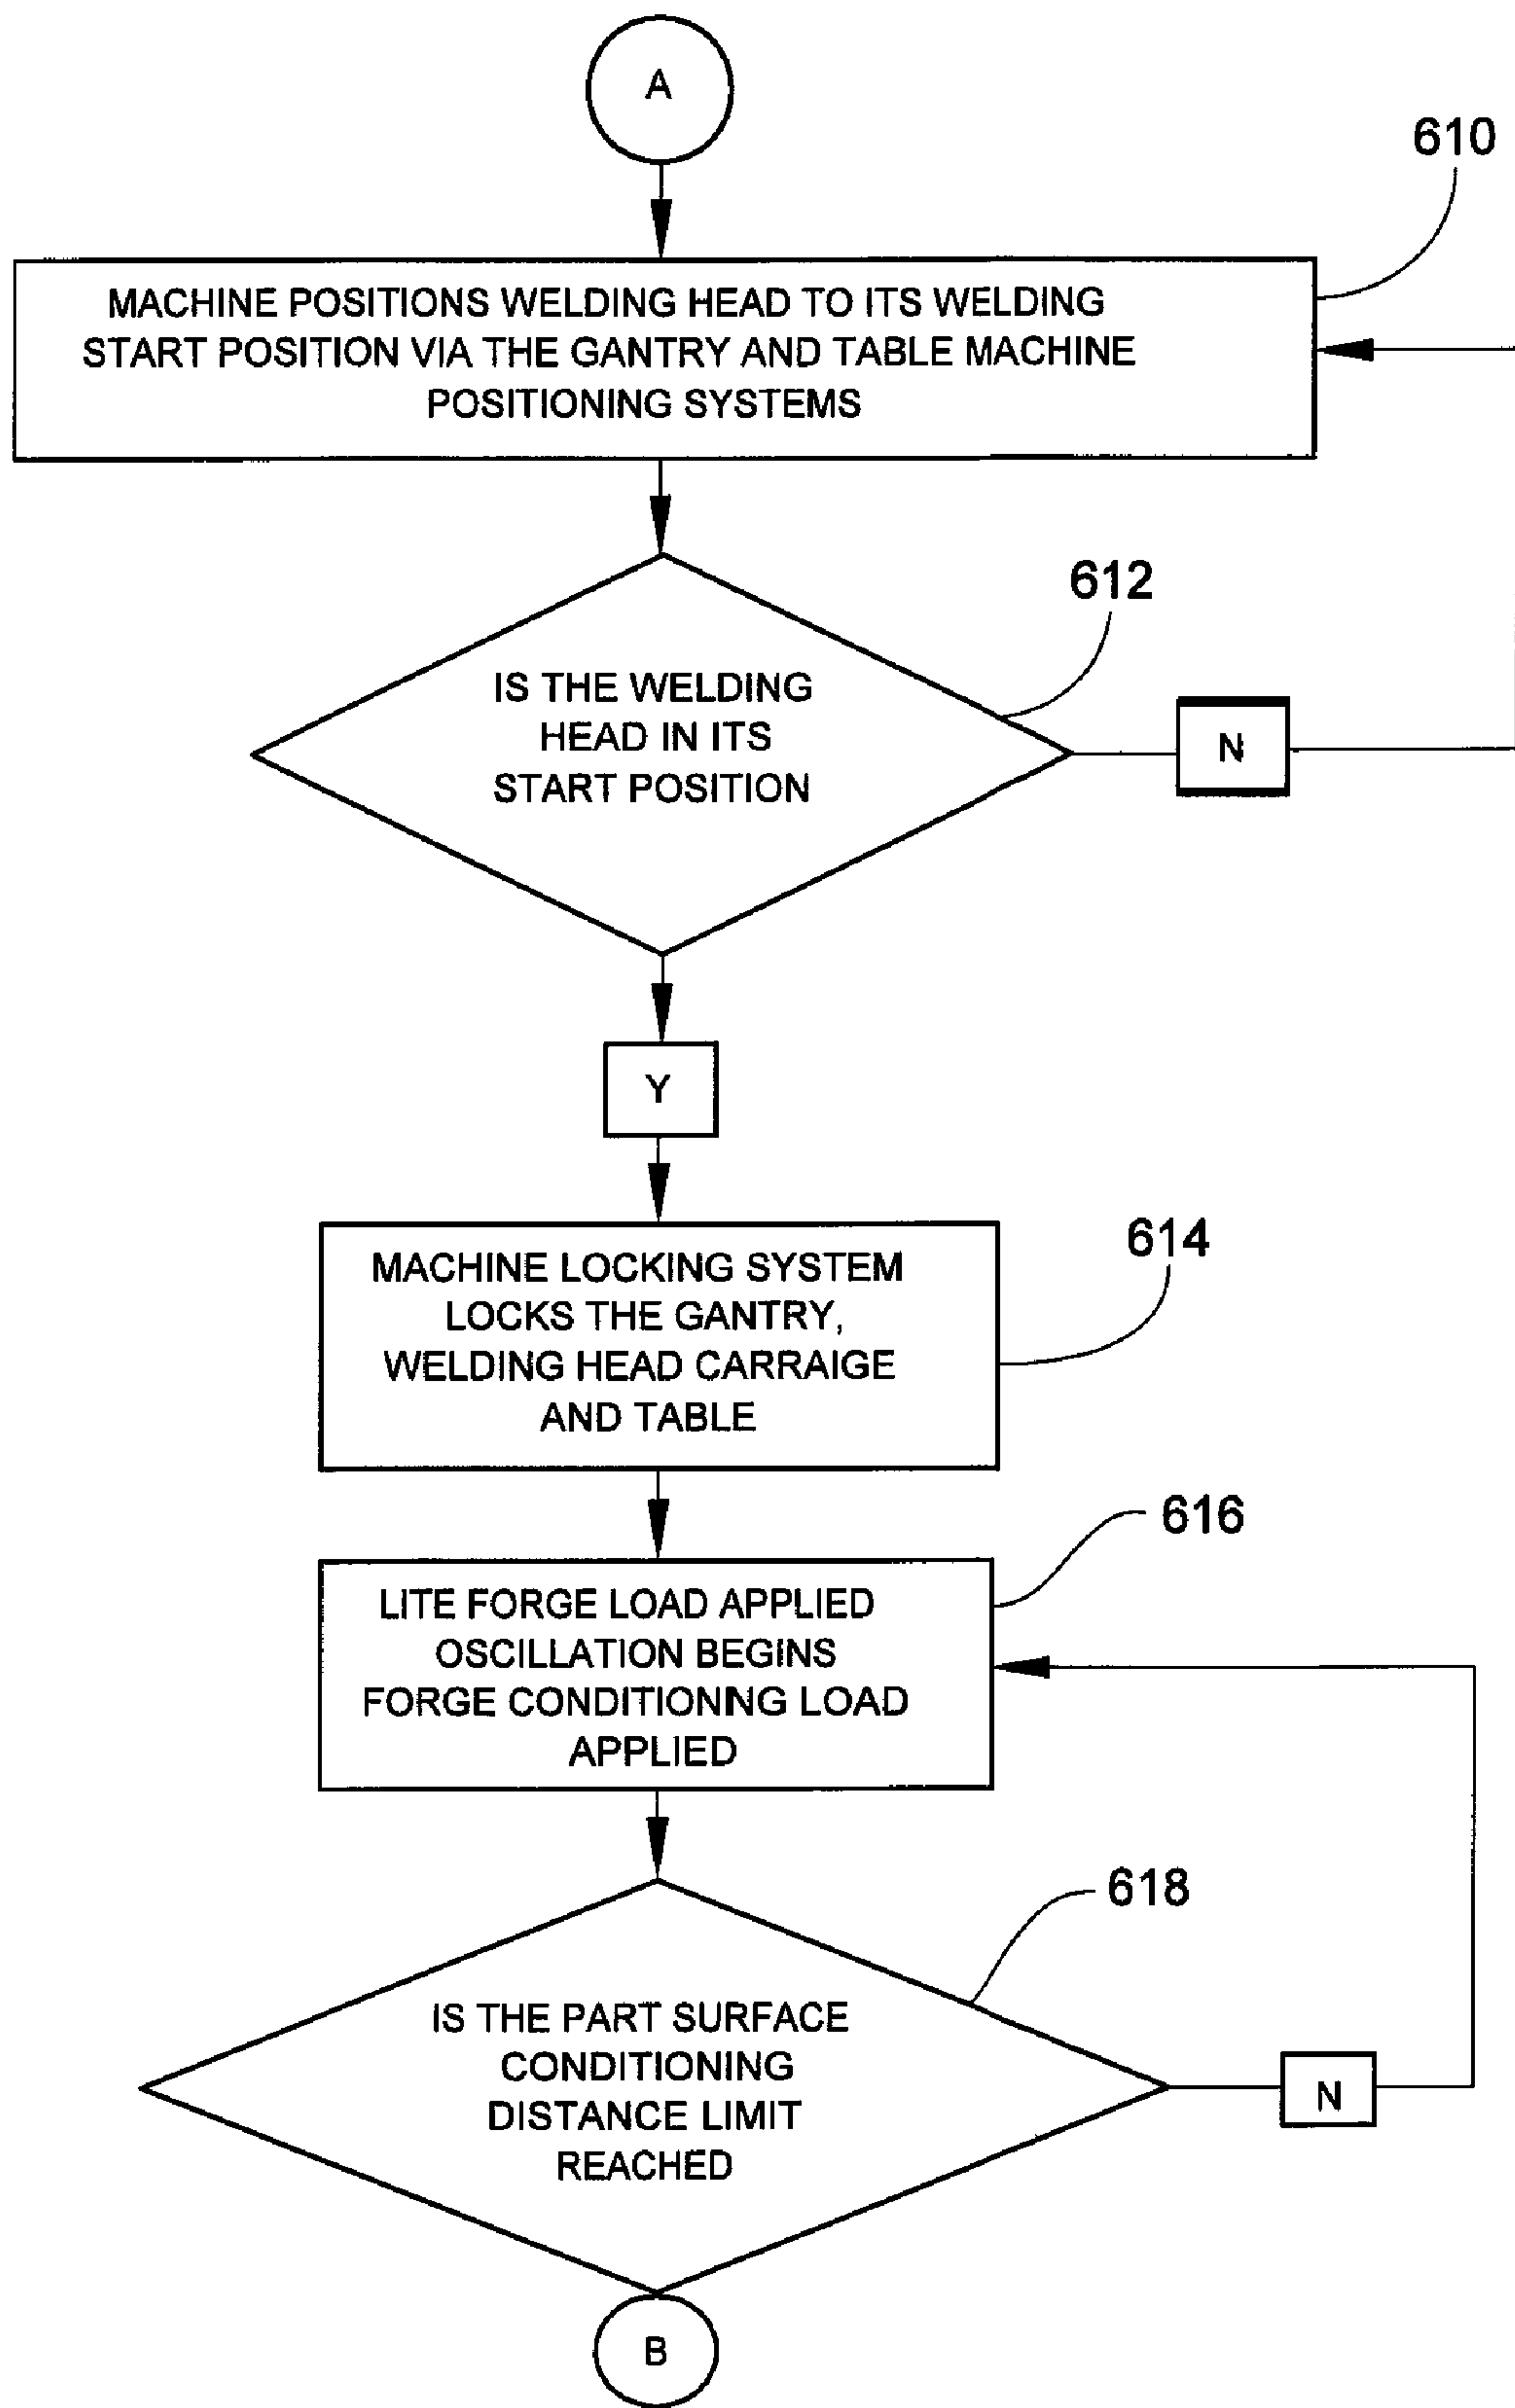 A
610
MACHINE POSITIONS WELDING HEAD TO ITS WELDING
START POSITION VIA THE GANTRY AND TABLE MACHINE
POSITIONING SYSTEMS
612
IS THE WELDING
HEAD IN ITS
START POSITION
N
Y
614
MACHINE LOCKING SYSTEM
LOCKS THE GANTRY,
WELDING HEAD CARRAIGE
AND TABLE
616
LITE FORGE LOAD APPLIED
OSCILLATION BEGINS
FORGE CONDITIONNG LOAD
APPLIED
618
IS THE PART SURFACE
CONDITIONING
DISTANCE LIMIT
REACHED
N
B